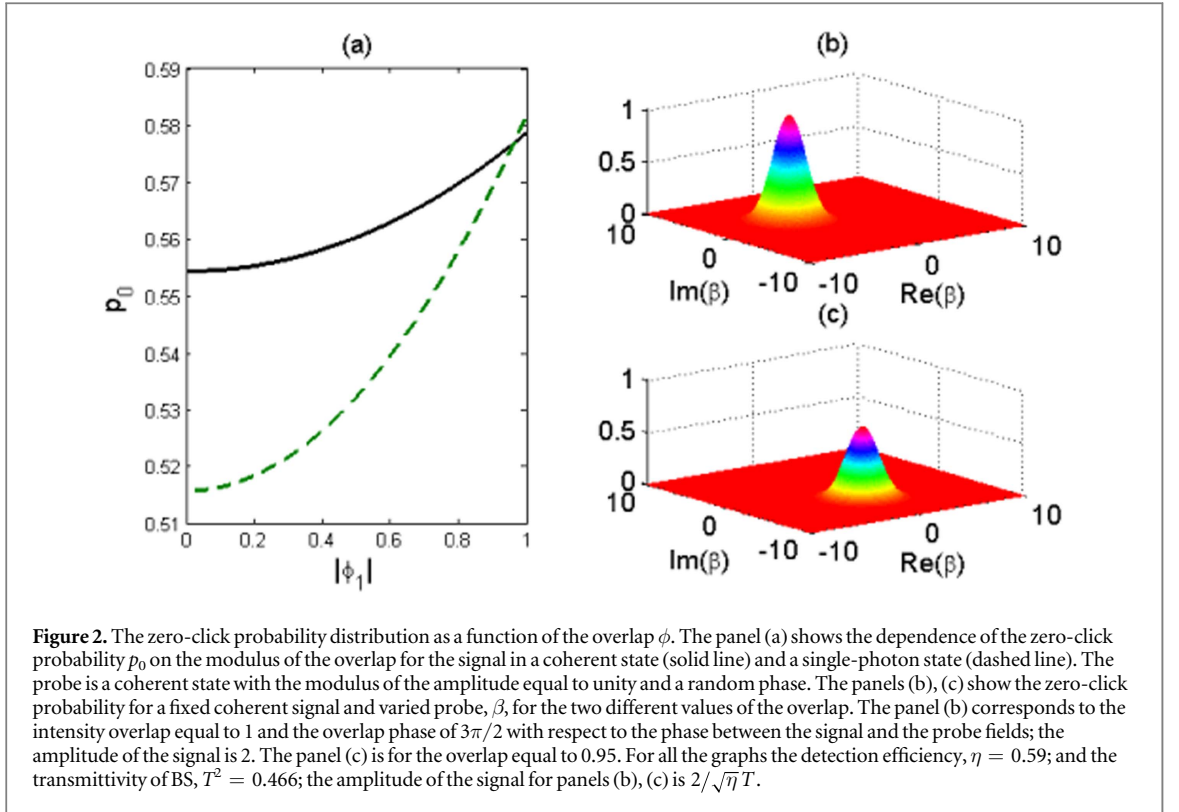 (a)
0.59
0.58
0.57
0.56
0.55
0.54
0.53
0.52
0.51
p₀
0 0.2 0.4 0.6 0.8 1
|ϕ₁|
(b)
1
0.5
0
10
0
-10
Im(β)
-10
0
10
Re(β)
(c)
1
0.5
0
10
0
-10
Im(β)
-10
0
10
Re(β)
Figure 2. The zero-click probability distribution as a function of the overlap ϕ. The panel (a) shows the dependence of the zero-click
probability p₀ on the modulus of the overlap for the signal in a coherent state (solid line) and a single-photon state (dashed line). The
probe is a coherent state with the modulus of the amplitude equal to unity and a random phase. The panels (b), (c) show the zero-click
probability for a fixed coherent signal and varied probe, β, for the two different values of the overlap. The panel (b) corresponds to the
intensity overlap equal to 1 and the overlap phase of 3π/2 with respect to the phase between the signal and the probe fields; the
amplitude of the signal is 2. The panel (c) is for the overlap equal to 0.95. For all the graphs the detection efficiency, η = 0.59; and the
transmittivity of BS, T² = 0.466; the amplitude of the signal for panels (b), (c) is 2/√η T.